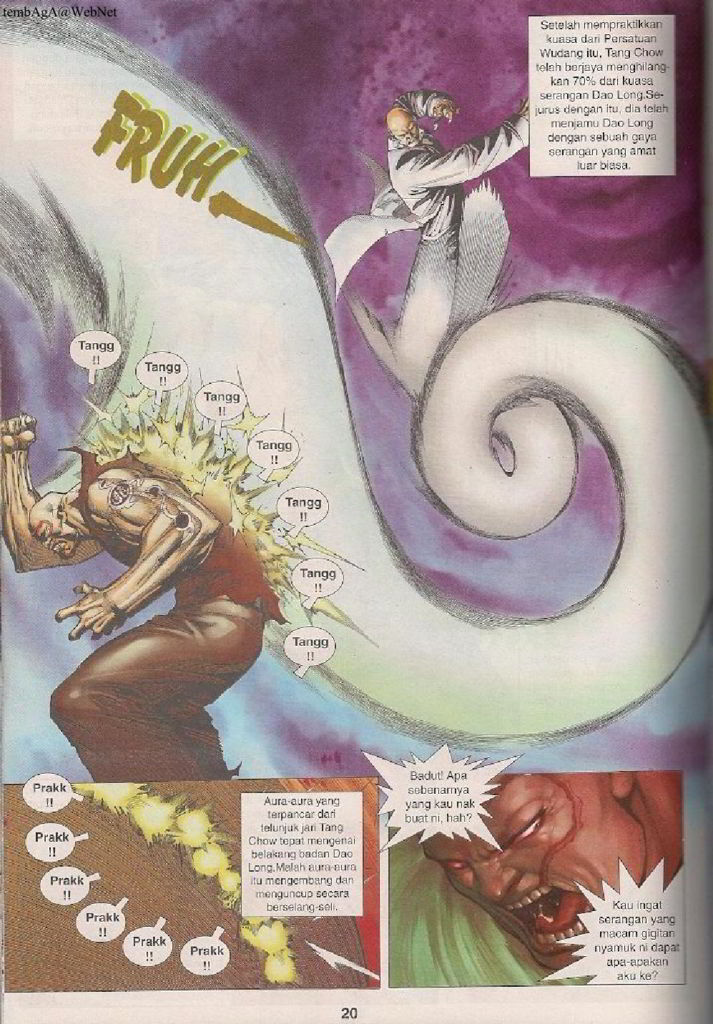 tembAgA@WebNet
Setelah mempraktikkan
kuasa dari Persatuan
Wudang itu, Tang Chow
telah berjaya menghilang-
kan 70% dari kuasa
serangan Dao Long.Se-
jurus dengan itu, dia telah
menjamu Dao Long
dengan sebuah gaya
serangan yang amat
luar biasa.
FRUH
Tangg
!!
Tangg
!!
Tangg
!!
Tangg
!!
Tangg
!!
Tangg
!!
Tangg
!!
Prakk
!!
Prakk
!!
Prakk
!!
Prakk
!!
Prakk
!!
Prakk
!!
Aura-aura yang
terpancar dari
telunjuk jari Tang
Chow tepat mengenai
belakang badan Dao
Long.Malah aura-aura
itu mengembang dan
menguncup secara
berselang-seli.
Badut! Apa
sebenarnya
yang kau nak
buat ni, hah?
Kau ingat
serangan yang
macam gigitan
nyamuk ni dapat
apa-apakan
aku ke?
20